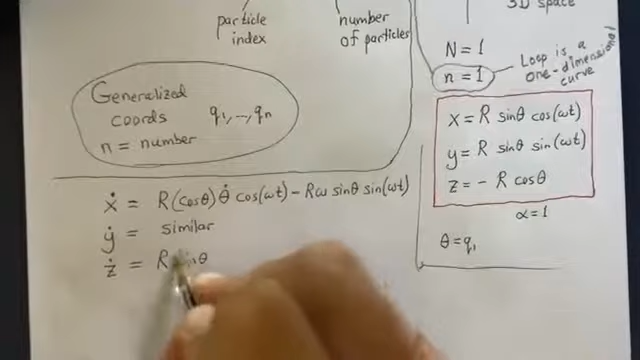 particle
index
number
of particles
3D space
N = 1
n = 1
Loop is a
one-dimensional
curve
Generalized
coords q₁, –, qₙ
n = number
x = R sinθ cos(ωt)
y = R sinθ sin(ωt)
z = – R cosθ
α = 1
θ = q₁
ẋ = R(cosθ)θ̇ cos(ωt) – Rω sinθ sin(ωt)
ẏ = similar
ż = R sinθ